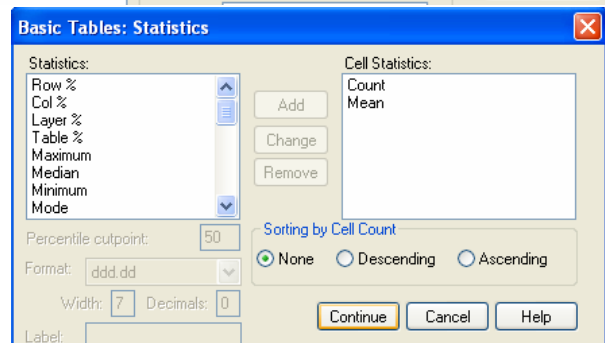 Basic Tables: Statistics
Statistics:
Row %
Col %
Layer %
Table %
Maximum
Median
Minimum
Mode
Add
Change
Remove
Cell Statistics:
Count
Mean
Percentile cutpoint: 50
Format: ddd.dd
Width: 7 Decimals: 0
Label:
Sorting by Cell Count
None Descending Ascending
Continue Cancel Help